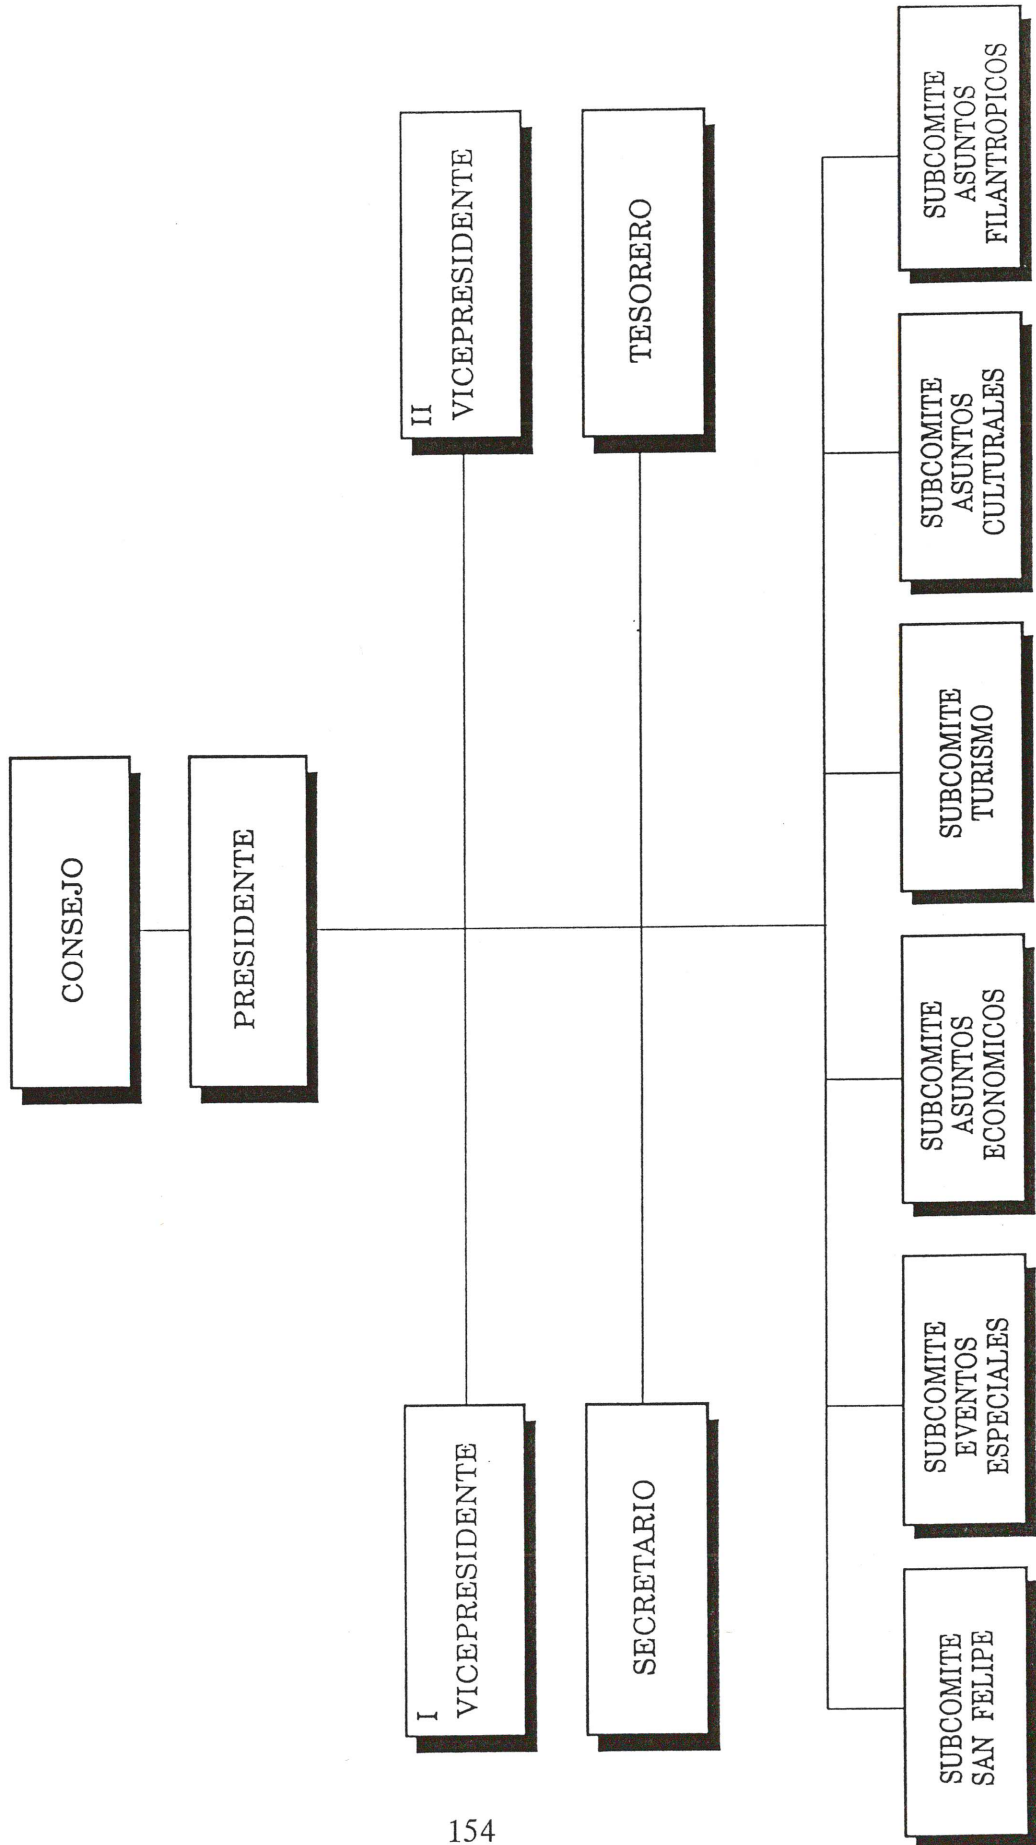 CONSEJO
PRESIDENTE
I
VICEPRESIDENTE
II
VICEPRESIDENTE
SECRETARIO
TESORERO
SUBCOMITE
SAN FELIPE
SUBCOMITE
EVENTOS
ESPECIALES
SUBCOMITE
ASUNTOS
ECONOMICOS
SUBCOMITE
TURISMO
SUBCOMITE
ASUNTOS
CULTURALES
SUBCOMITE
ASUNTOS
FILANTROPICOS
154